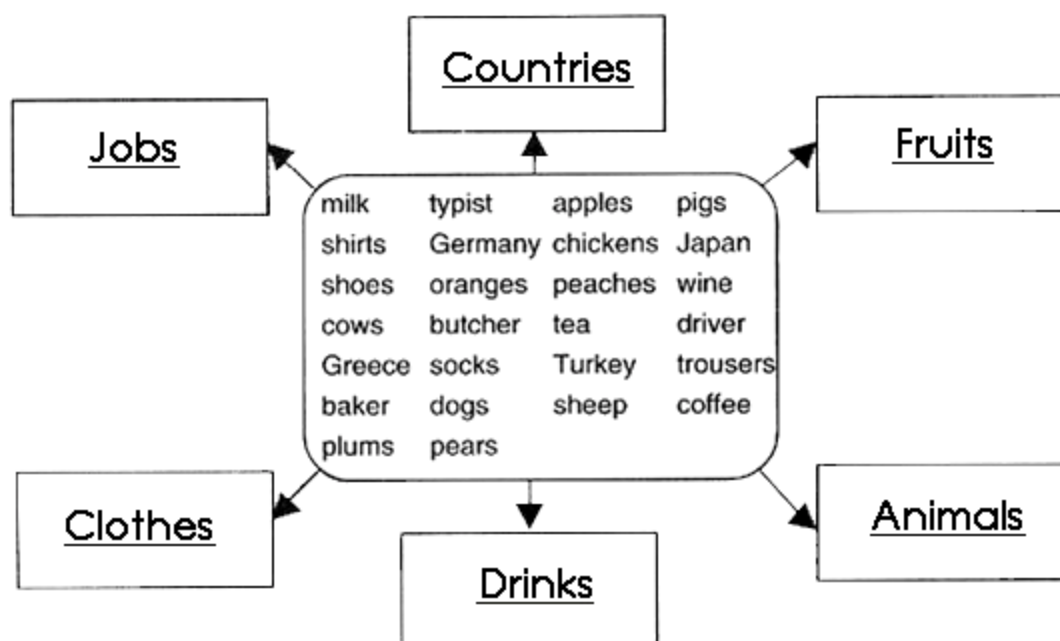 Countries
Jobs
Fruits
milk typist apples pigs
shirts Germany chickens Japan
shoes oranges peaches wine
cows butcher tea driver
Greece socks Turkey trousers
baker dogs sheep coffee
plums pears
Clothes
Animals
Drinks